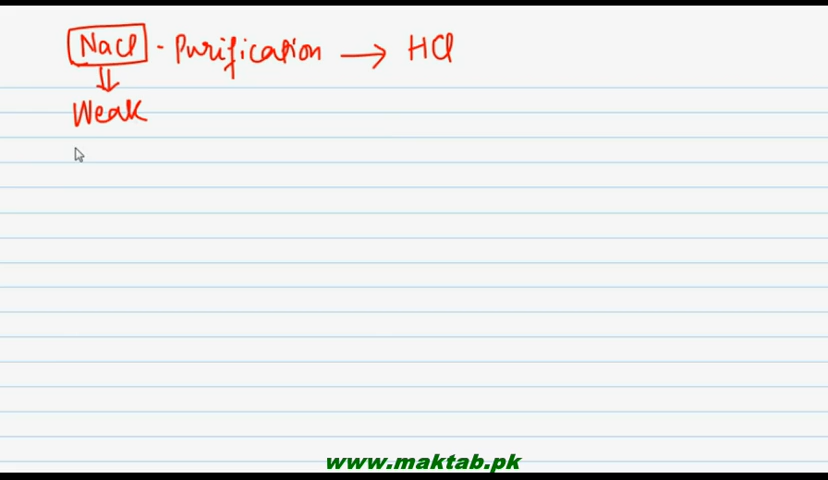 NaCl - Purification → HCl
⇓
Weak
www.maktab.pk